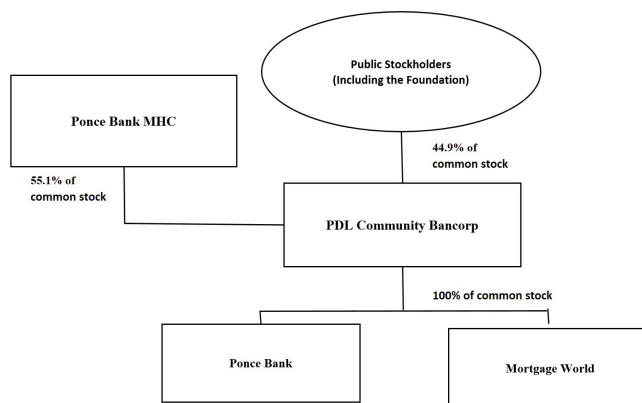 Public Stockholders
(Including the Foundation)
Ponce Bank MHC
44.9% of
common stock
55.1% of
common stock
PDL Community Bancorp
100% of common stock
Ponce Bank
Mortgage World